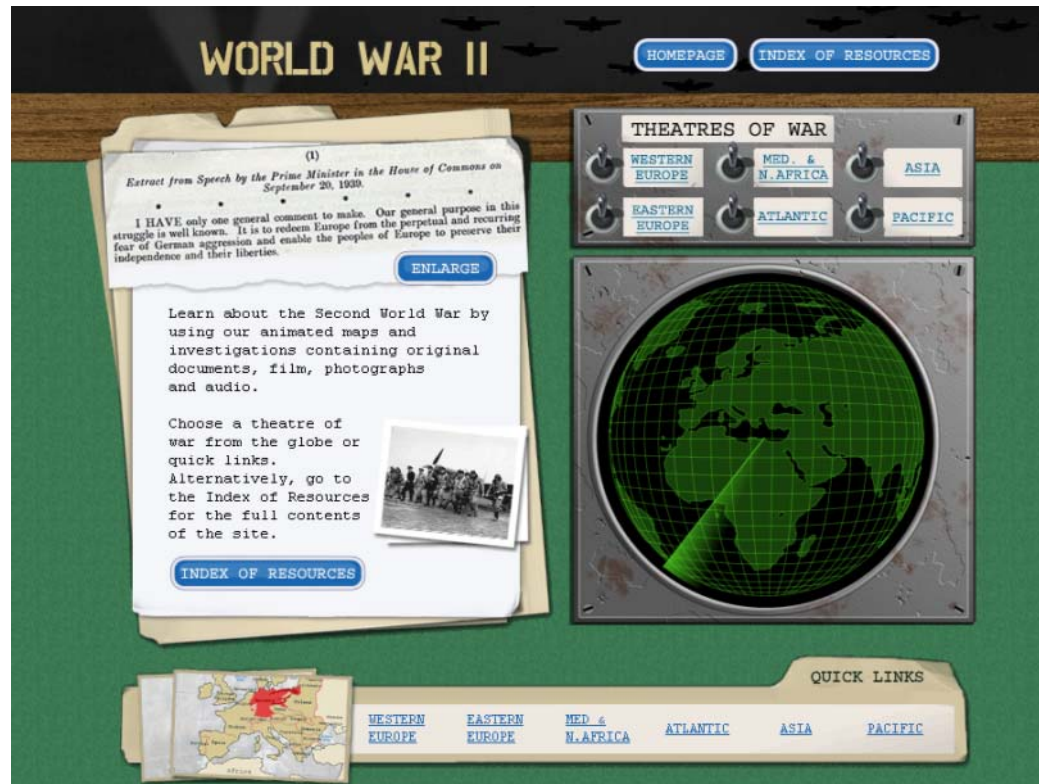 WORLD WAR II
HOMEPAGE
INDEX OF RESOURCES
(1)
Extract from Speech by the Prime Minister in the House of Commons on
September 20, 1939.
I HAVE only one general comment to make. Our general purpose in this
struggle is well known. It is to redeem Europe from the perpetual and recurring
fear of German aggression and enable the peoples of Europe to preserve their
independence and their liberties.
ENLARGE
Learn about the Second World War by
using our animated maps and
investigations containing original
documents, film, photographs
and audio.
Choose a theatre of
war from the globe or
quick links.
Alternatively, go to
the Index of Resources
for the full contents
of the site.
INDEX OF RESOURCES
THEATRES OF WAR
WESTERN
EUROPE
MED. &
N.AFRICA
ASIA
EASTERN
EUROPE
ATLANTIC
PACIFIC
QUICK LINKS
WESTERN
EUROPE
EASTERN
EUROPE
MED &
N.AFRICA
ATLANTIC
ASIA
PACIFIC
Africa